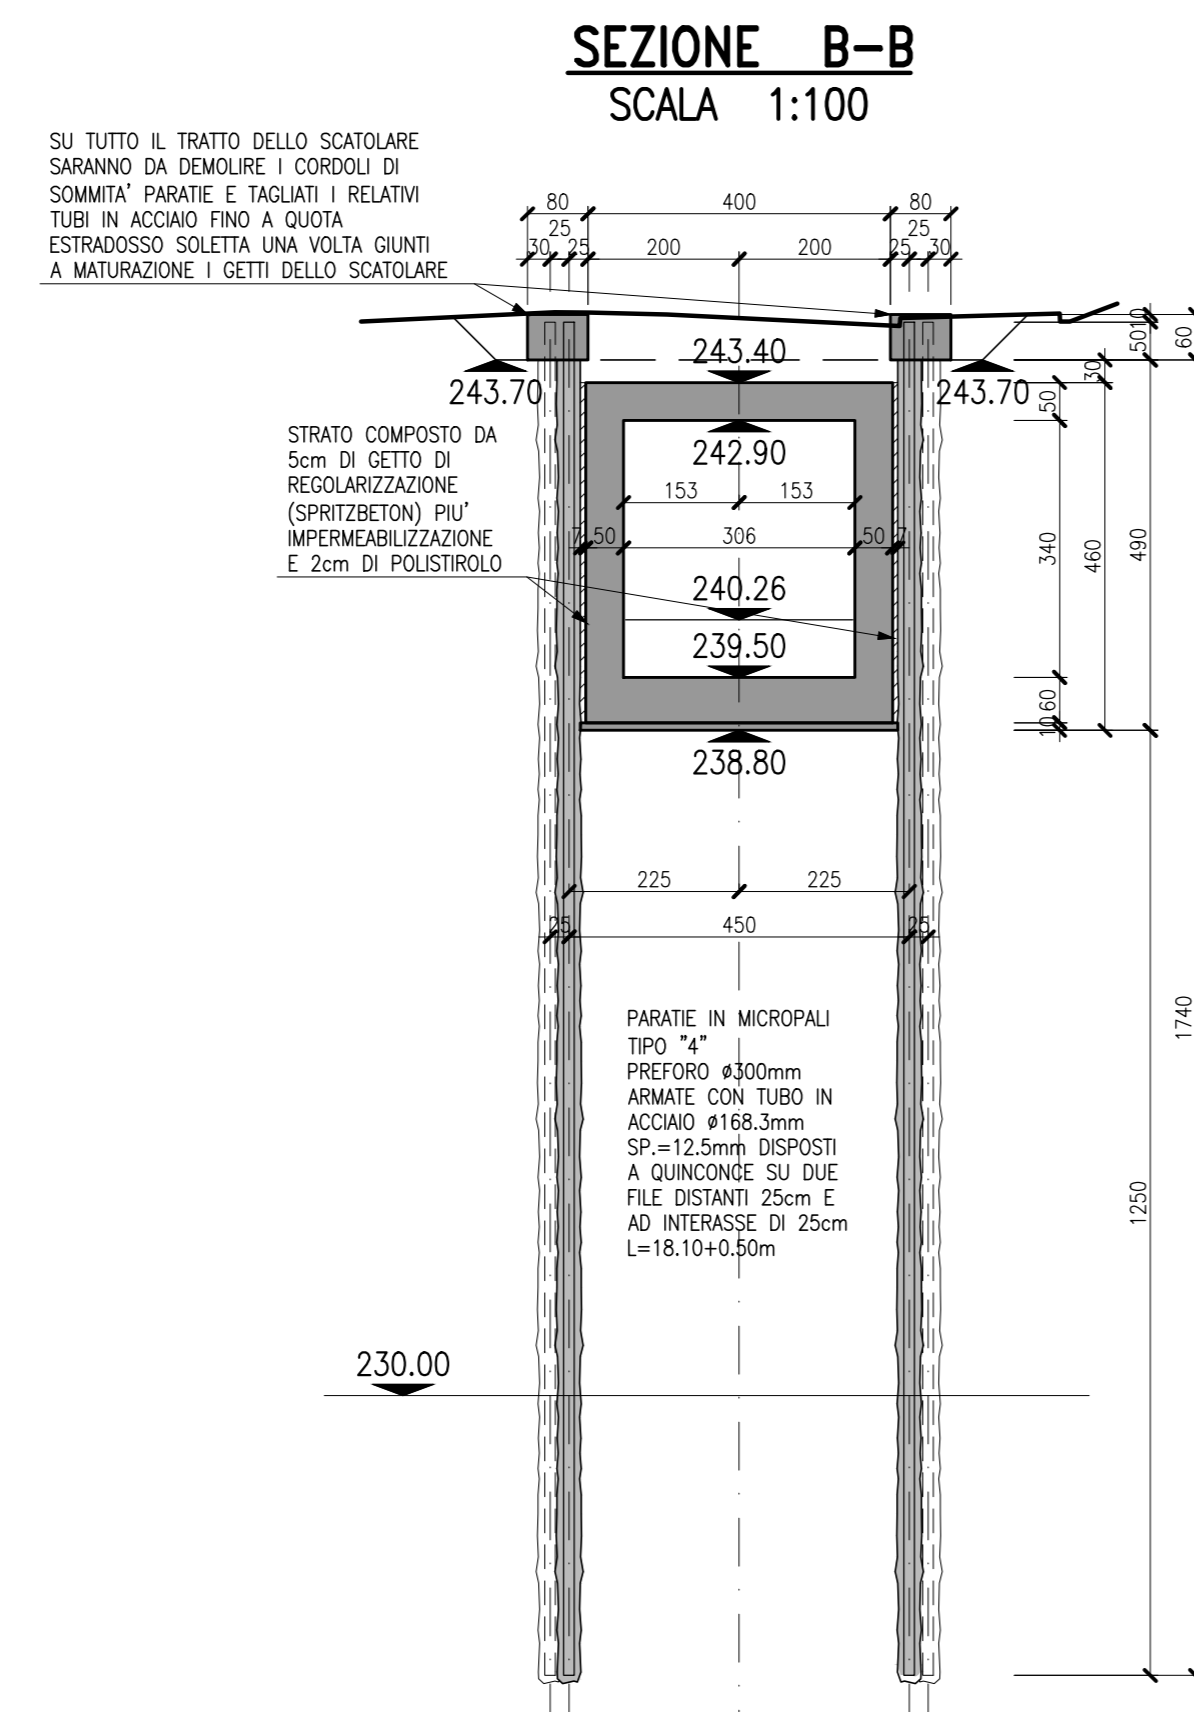 SEZIONE B-B
SCALA 1:100
SU TUTTO IL TRATTO DELLO SCATOLARE
SARANNO DA DEMOLIRE I CORDOLI DI
SOMMITA' PARATIE E TAGLIATI I RELATIVI
TUBI IN ACCIAIO FINO A QUOTA
ESTRADOSSO SOLETTA UNA VOLTA GIUNTI
A MATURAZIONE I GETTI DELLO SCATOLARE
80 400 80
25 25
30 25 200 200 25 30
10
50
60
243.40
243.70 243.70
30
50
STRATO COMPOSTO DA
5cm DI GETTO DI
REGOLARIZZAZIONE
(SPRITZBETON) PIU'
IMPERMEABILIZZAZIONE
E 2cm DI POLISTIROLO
242.90
153 153
7 50 306 50 7
340 460 490
240.26
239.50
60
10
238.80
225 225
25 450 25
PARATIE IN MICROPALI
TIPO "4"
PREFORO ø300mm
ARMATE CON TUBO IN
ACCIAIO ø168.3mm
SP.=12.5mm DISPOSTI
A QUINCONCE SU DUE
FILE DISTANTI 25cm E
AD INTERASSE DI 25cm
L=18.10+0.50m
1740
1250
230.00